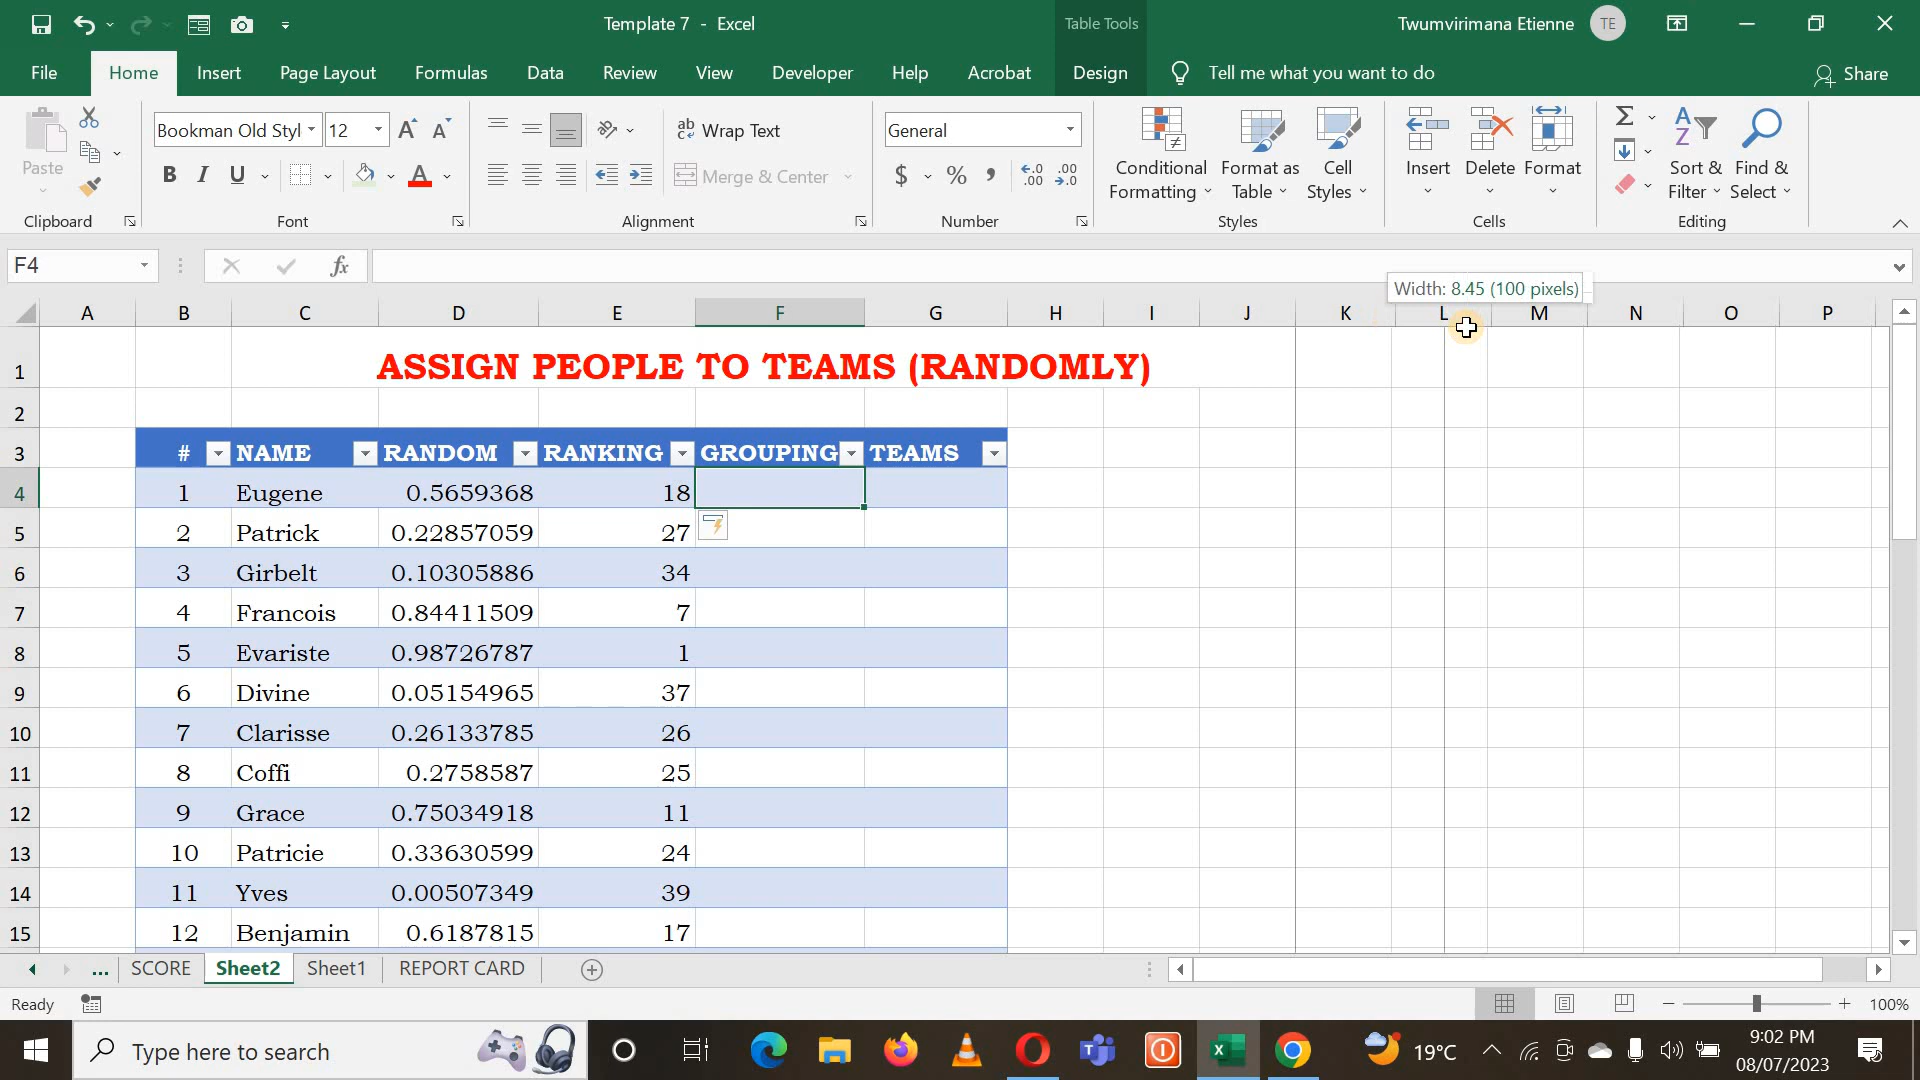 Template 7 - Excel
Table Tools
Twumvirimana Etienne
TE
File
Home
Insert
Page Layout
Formulas
Data
Review
View
Developer
Help
Acrobat
Design
Tell me what you want to do
Share
Paste
Clipboard
Bookman Old Styl
12
B I U
Font
ab Wrap Text
Merge & Center
Alignment
General
$ % ,
Number
Conditional Formatting
Format as Table
Cell Styles
Styles
Insert
Delete
Format
Cells
Sort & Filter
Find & Select
Editing
F4
fx
Width: 8.45 (100 pixels)
A B C D E F G H I J K L M N O P
1 ASSIGN PEOPLE TO TEAMS (RANDOMLY)
2
3 # NAME RANDOM RANKING GROUPING TEAMS
4 1 Eugene 0.5659368 18
5 2 Patrick 0.22857059 27
6 3 Girbelt 0.10305886 34
7 4 Francois 0.84411509 7
8 5 Evariste 0.98726787 1
9 6 Divine 0.05154965 37
10 7 Clarisse 0.26133785 26
11 8 Coffi 0.2758587 25
12 9 Grace 0.75034918 11
13 10 Patricie 0.33630599 24
14 11 Yves 0.00507349 39
15 12 Benjamin 0.6187815 17
... SCORE Sheet2 Sheet1 REPORT CARD
Ready
100%
Type here to search
19°C
9:02 PM
08/07/2023